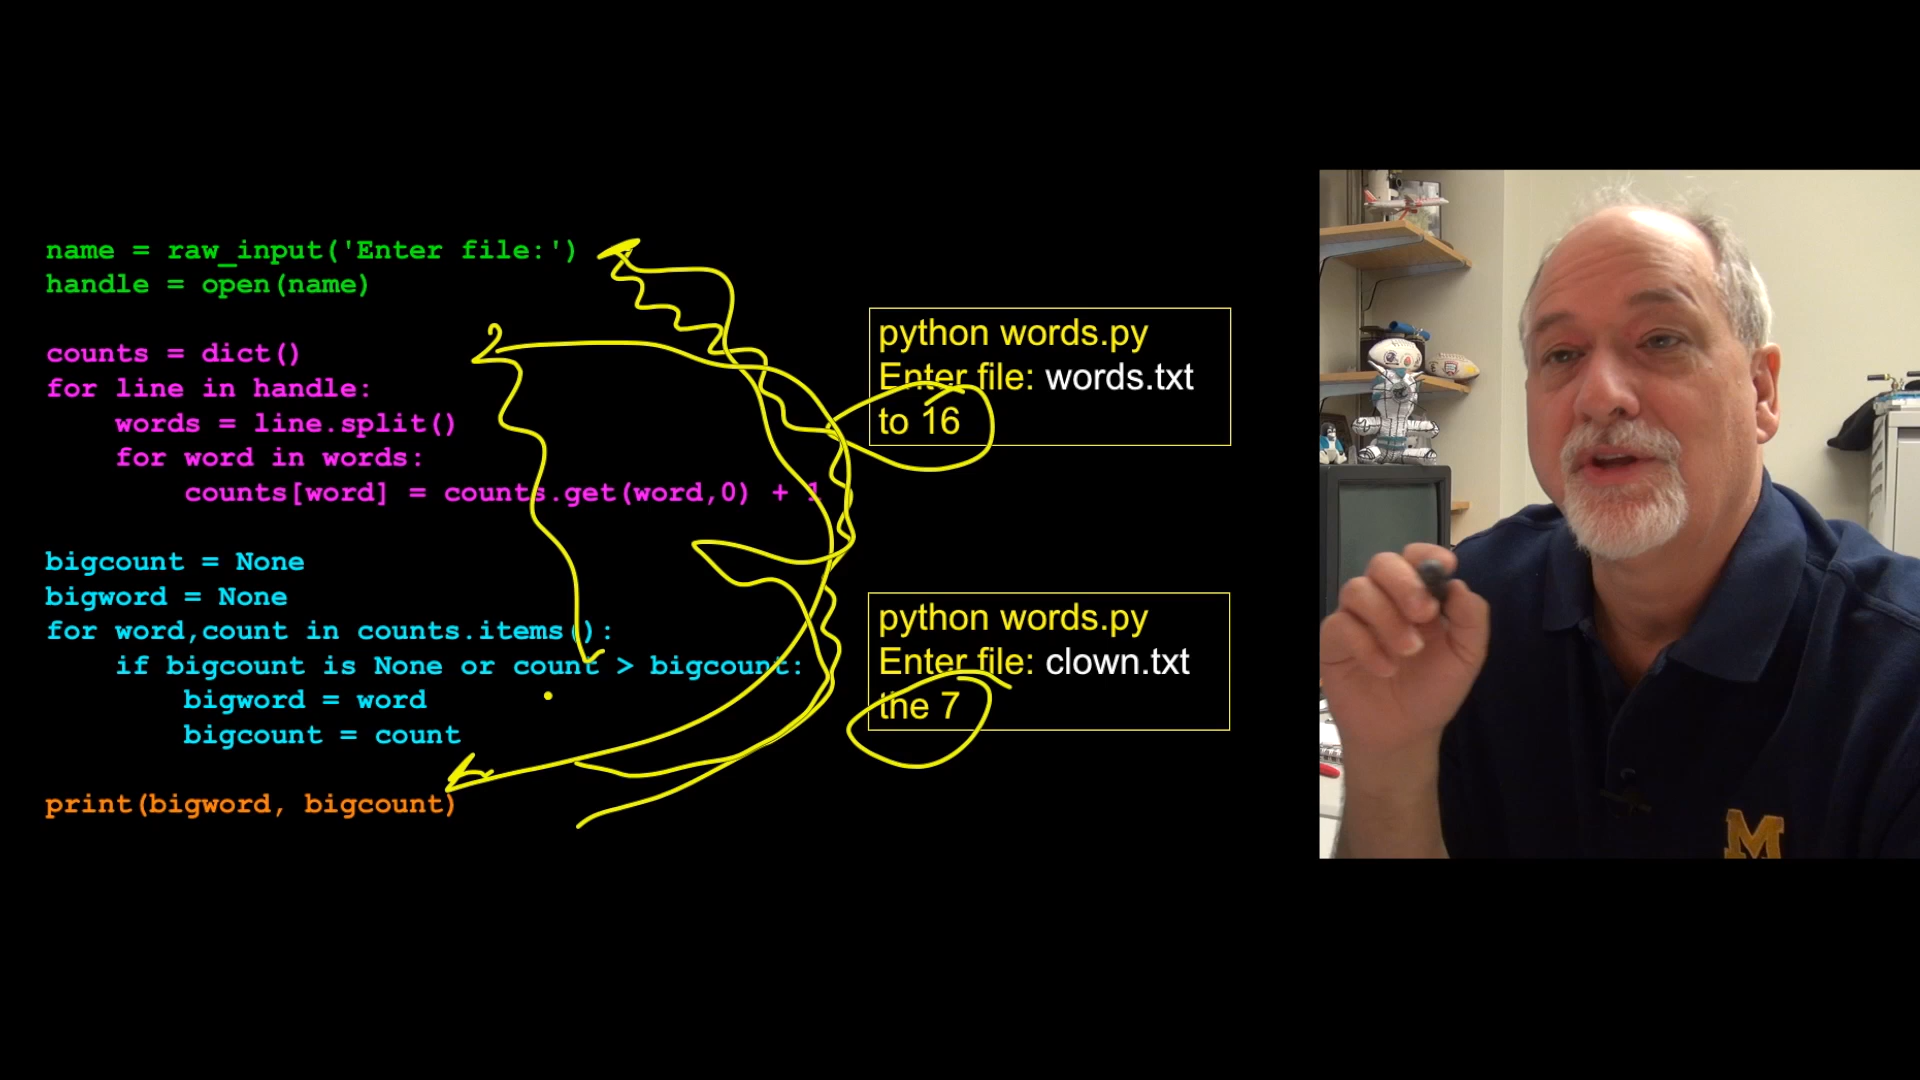 name = raw_input('Enter file:')
handle = open(name)
counts = dict()
for line in handle:
    words = line.split()
    for word in words:
        counts[word] = counts.get(word,0) + 1
bigcount = None
bigword = None
for word,count in counts.items():
    if bigcount is None or count > bigcount:
        bigword = word
        bigcount = count
print(bigword, bigcount)
python words.py
Enter file: words.txt
to 16
python words.py
Enter file: clown.txt
the 7
M